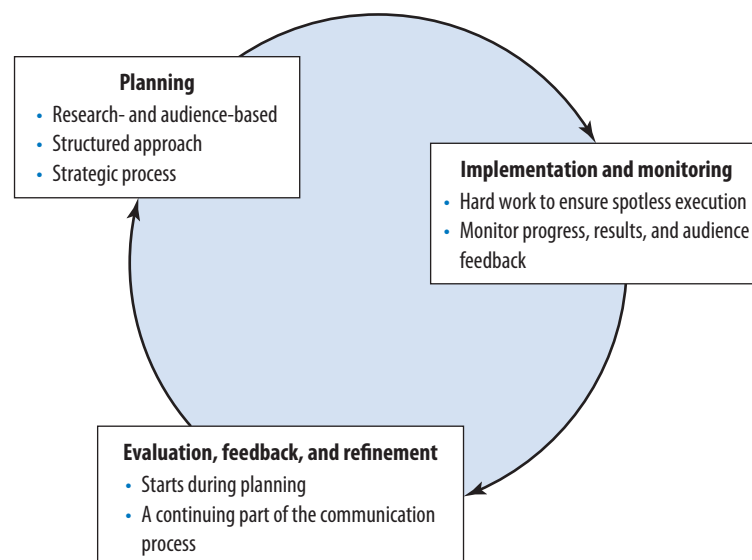 Planning
• Research- and audience-based
• Structured approach
• Strategic process
Implementation and monitoring
• Hard work to ensure spotless execution
• Monitor progress, results, and audience
feedback
Evaluation, feedback, and refinement
• Starts during planning
• A continuing part of the communication
process